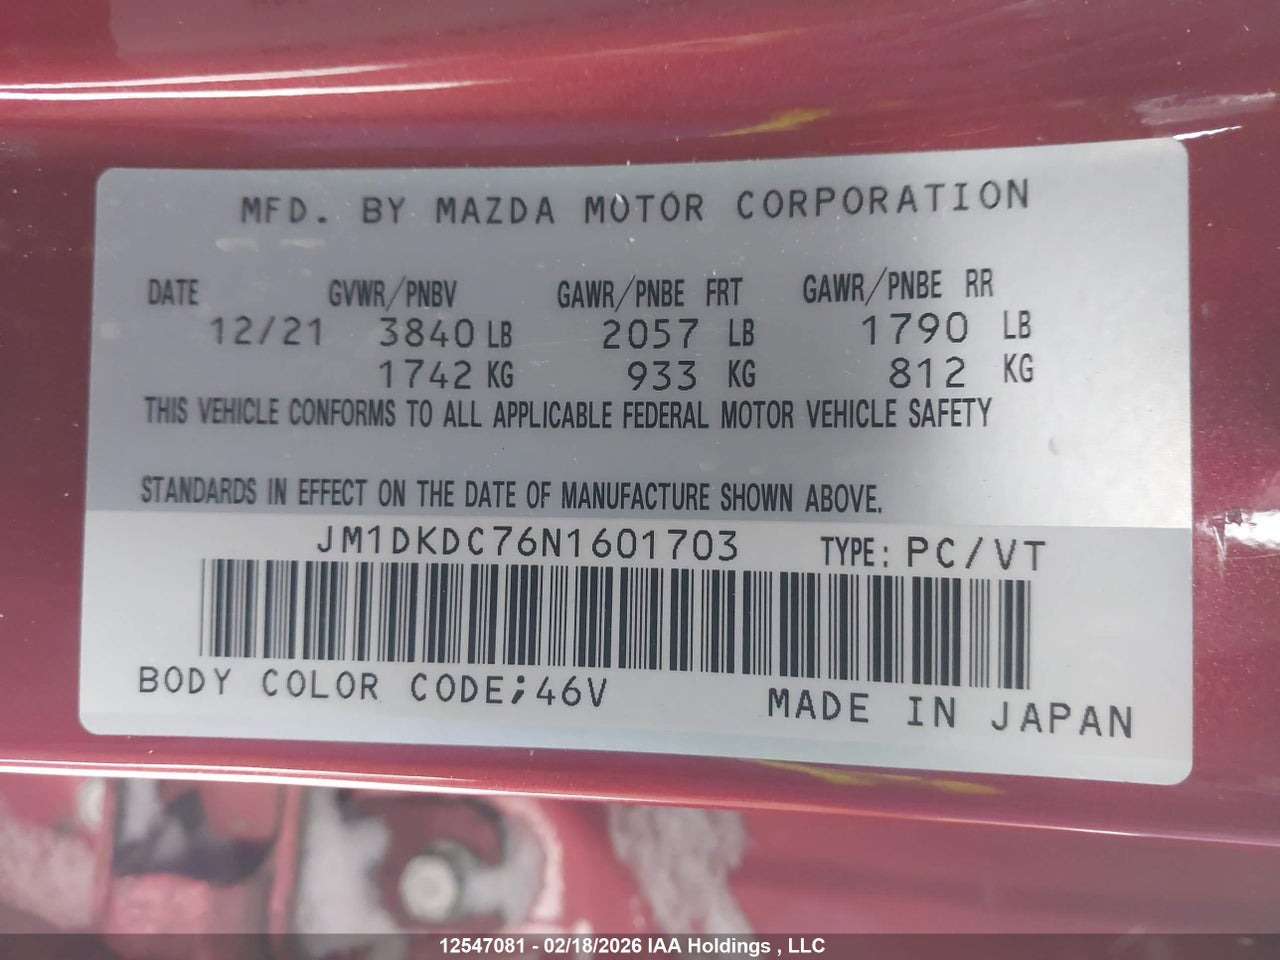 MFD. BY MAZDA MOTOR CORPORATION
DATE GVWR/PNBV GAWR/PNBE FRT GAWR/PNBE RR
12/21 3840 LB 2057 LB 1790 LB
1742 KG 933 KG 812 KG
THIS VEHICLE CONFORMS TO ALL APPLICABLE FEDERAL MOTOR VEHICLE SAFETY
STANDARDS IN EFFECT ON THE DATE OF MANUFACTURE SHOWN ABOVE.
JM1DKDC76N1601703 TYPE: PC/VT
BODY COLOR CODE;46V MADE IN JAPAN
12547081 - 02/18/2026 IAA Holdings , LLC